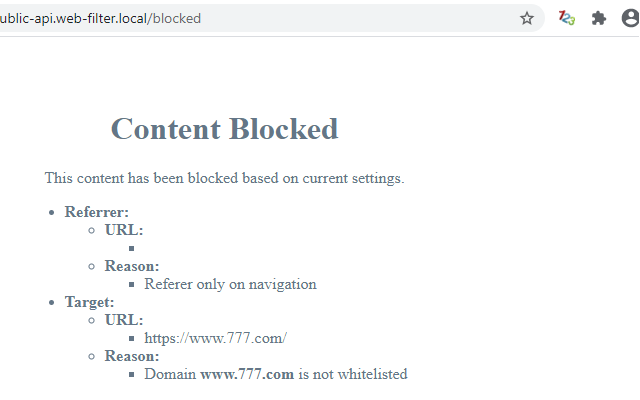 ublic-api.web-filter.local/blocked
123
Content Blocked
This content has been blocked based on current settings.
Referrer:
URL:
Reason:
Referer only on navigation
Target:
URL:
https://www.777.com/
Reason:
Domain www.777.com is not whitelisted